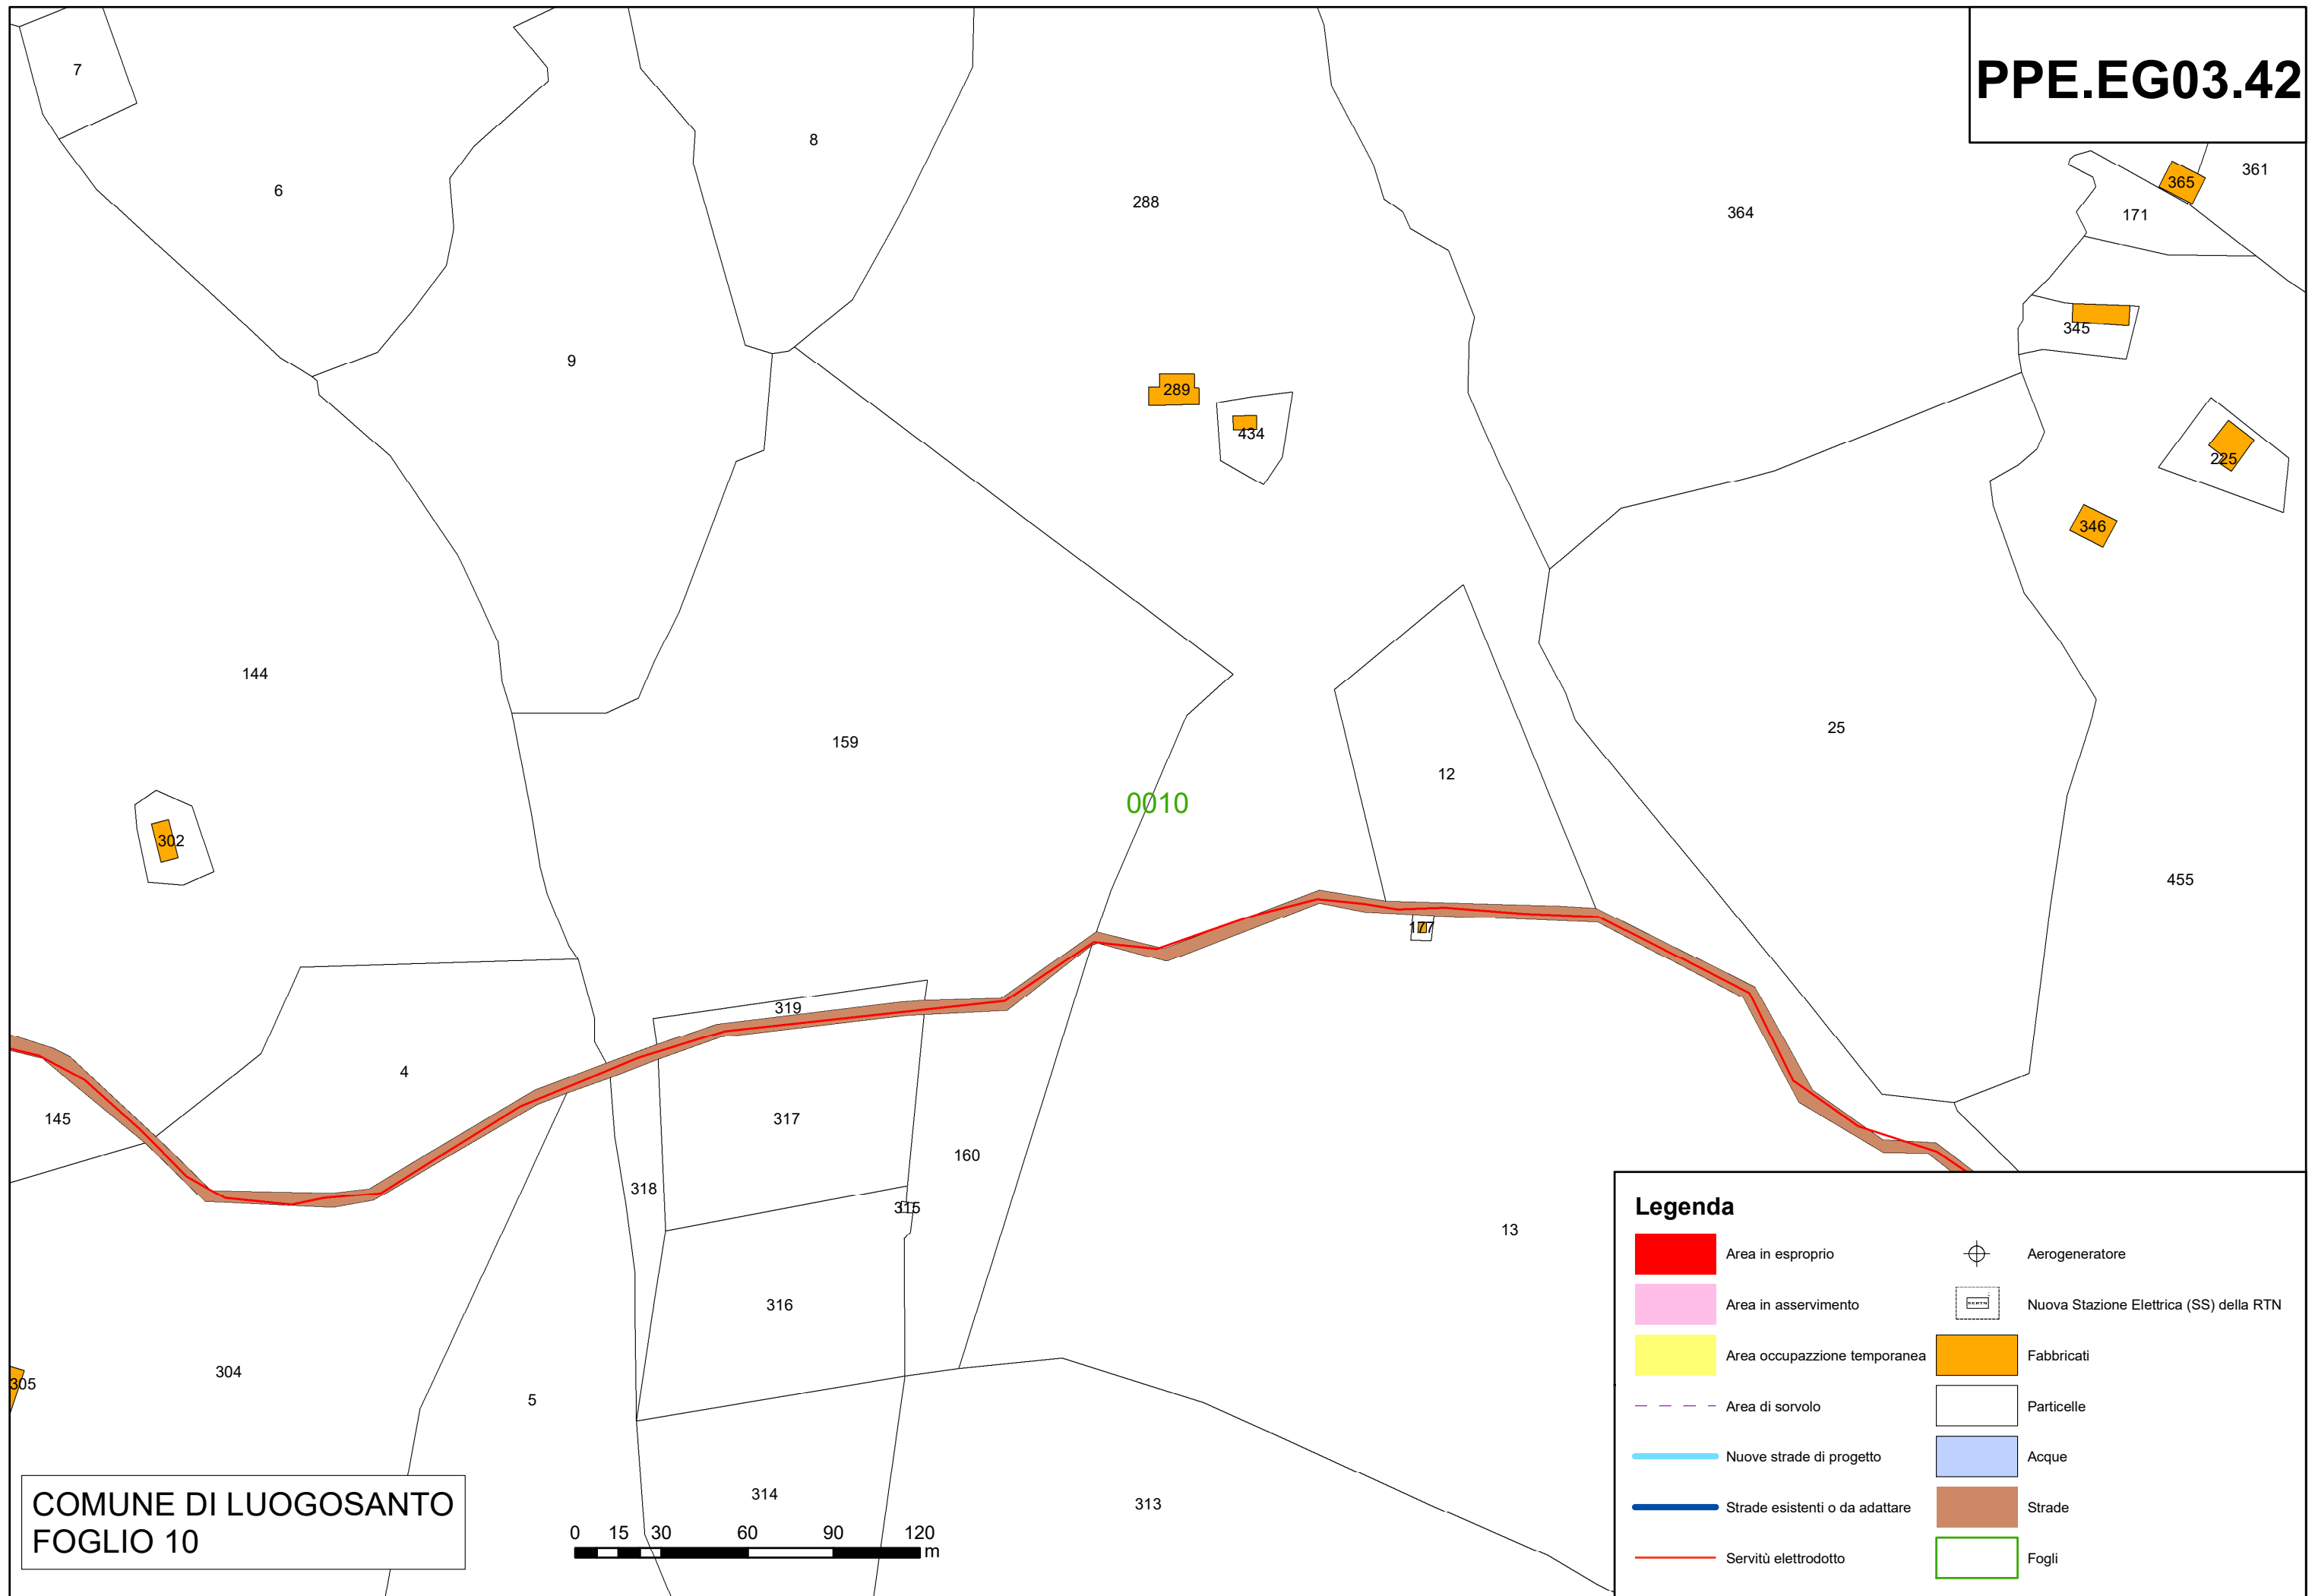 PPE.EG03.42
7
6
8
288
364
361
365
171
345
9
289
434
225
346
144
159
25
12
0010
302
455
177
319
4
145
317
160
318
315
13
316
304
305
5
314
313
COMUNE DI LUOGOSANTO
FOGLIO 10
0 15 30 60 90 120
m
Legenda
Area in esproprio
Area in asservimento
Area occupazzione temporanea
Area di sorvolo
Nuove strade di progetto
Strade esistenti o da adattare
Servitù elettrodotto
Aerogeneratore
Nuova Stazione Elettrica (SS) della RTN
Fabbricati
Particelle
Acque
Strade
Fogli